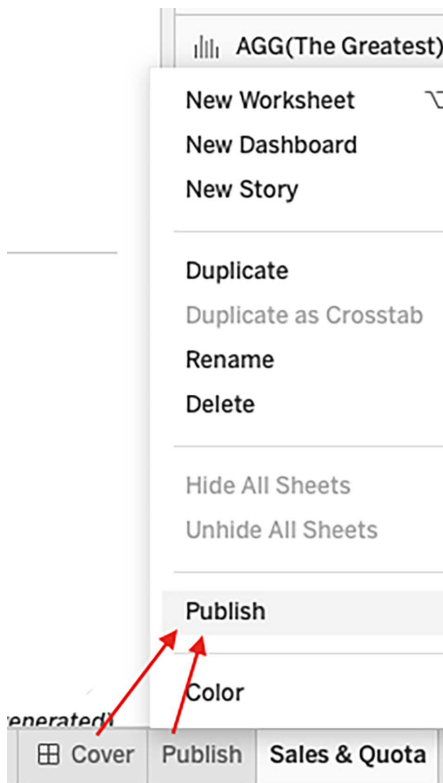 AGG(The Greatest)
New Worksheet
New Dashboard
New Story
Duplicate
Duplicate as Crosstab
Rename
Delete
Hide All Sheets
Unhide All Sheets
Publish
Color
enerated)
Cover Publish Sales & Quota